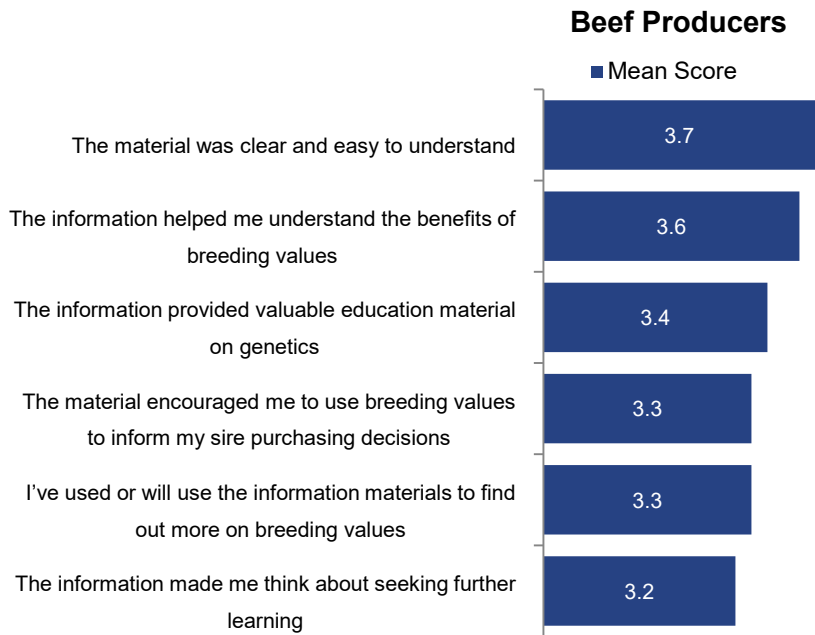 Beef Producers
Mean Score
The material was clear and easy to understand
3.7
The information helped me understand the benefits of
breeding values
3.6
The information provided valuable education material
on genetics
3.4
The material encouraged me to use breeding values
to inform my sire purchasing decisions
3.3
I’ve used or will use the information materials to find
out more on breeding values
3.3
The information made me think about seeking further
learning
3.2